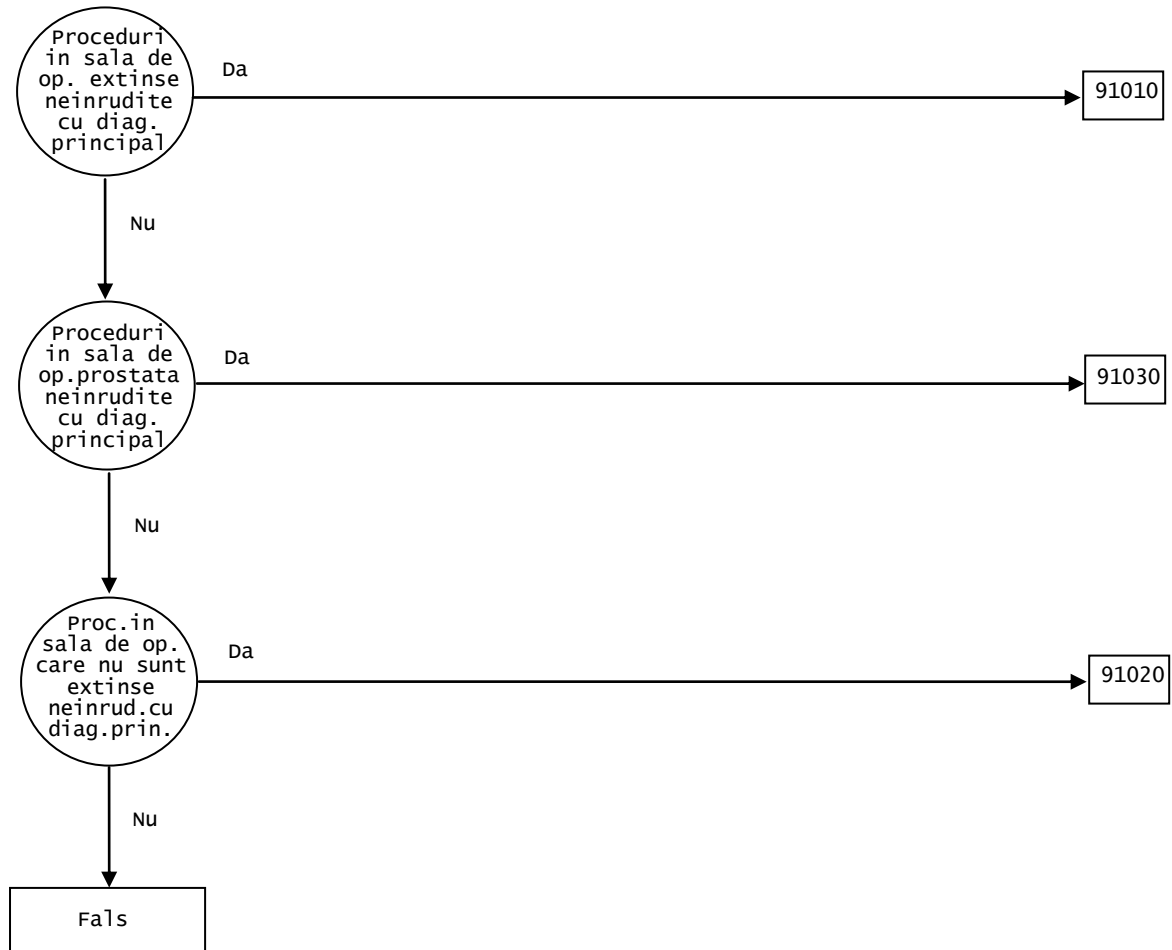 Proceduri
in sala de
op. extinse
neinrudite
cu diag.
principal
Da
91010
Nu
Proceduri
in sala de
op.prostata
neinrudite
cu diag.
principal
Da
91030
Nu
Proc.in
sala de op.
care nu sunt
extinse
neinrud.cu
diag.prin.
Da
91020
Nu
Fals